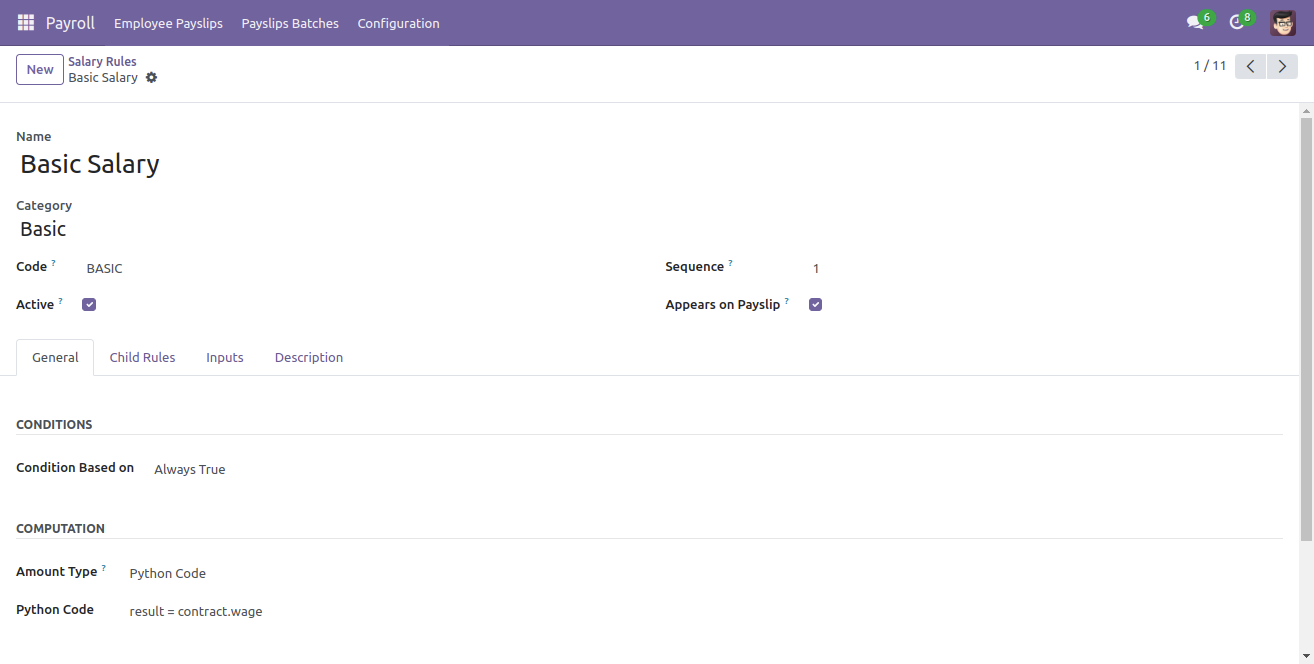 Payroll Employee Payslips Payslips Batches Configuration 6 8
New Salary Rules
Basic Salary
1 / 11
Name
Basic Salary
Category
Basic
Code ? BASIC Sequence ? 1
Active ? Appears on Payslip ?
General Child Rules Inputs Description
CONDITIONS
Condition Based on Always True
COMPUTATION
Amount Type ? Python Code
Python Code result = contract.wage